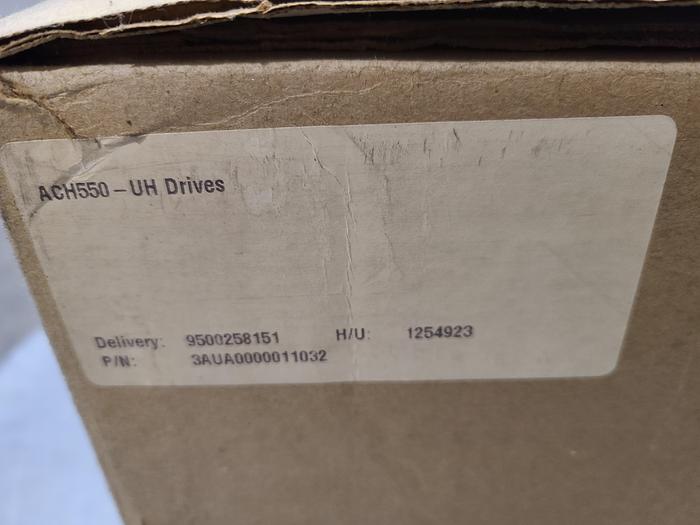 ACH550-UH Drives
Delivery: 9500258151 H/U: 1254923
P/N: 3AUA0000011032